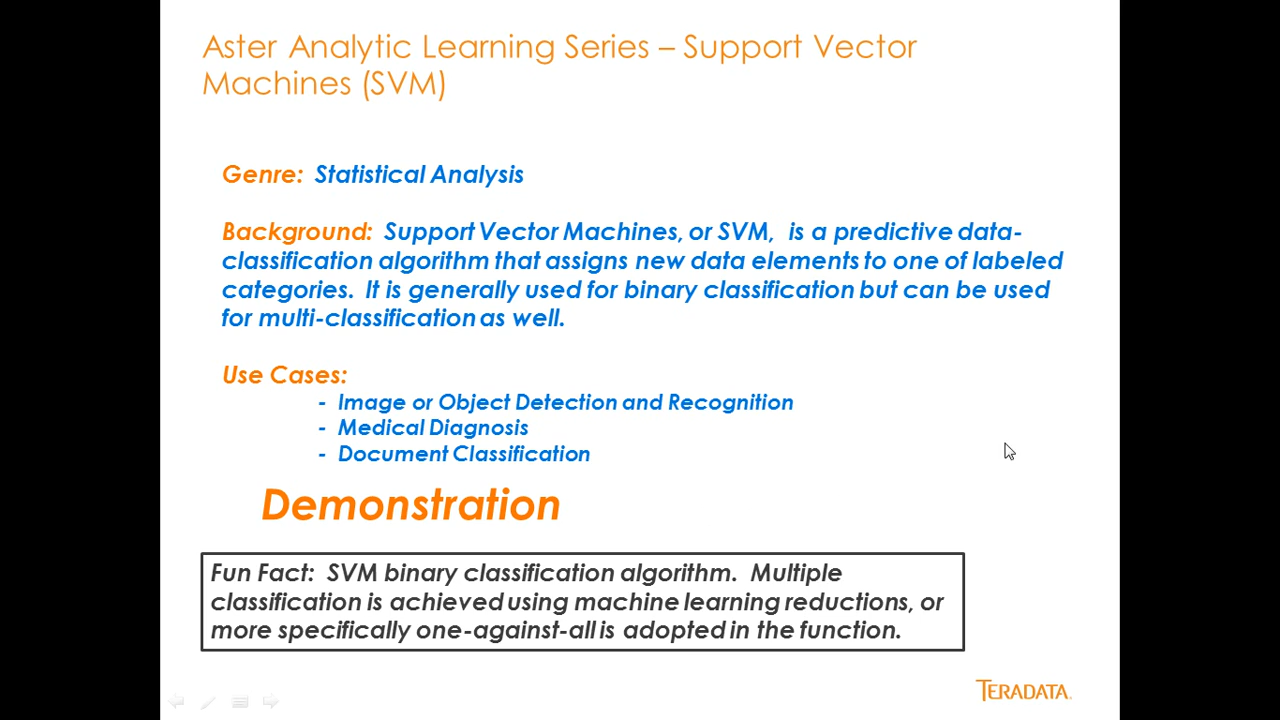 Aster Analytic Learning Series – Support Vector
Machines (SVM)
Genre: Statistical Analysis
Background: Support Vector Machines, or SVM, is a predictive data-
classification algorithm that assigns new data elements to one of labeled
categories. It is generally used for binary classification but can be used
for multi-classification as well.
Use Cases:
- Image or Object Detection and Recognition
- Medical Diagnosis
- Document Classification
Demonstration
Fun Fact: SVM binary classification algorithm. Multiple
classification is achieved using machine learning reductions, or
more specifically one-against-all is adopted in the function.
TERADATA.